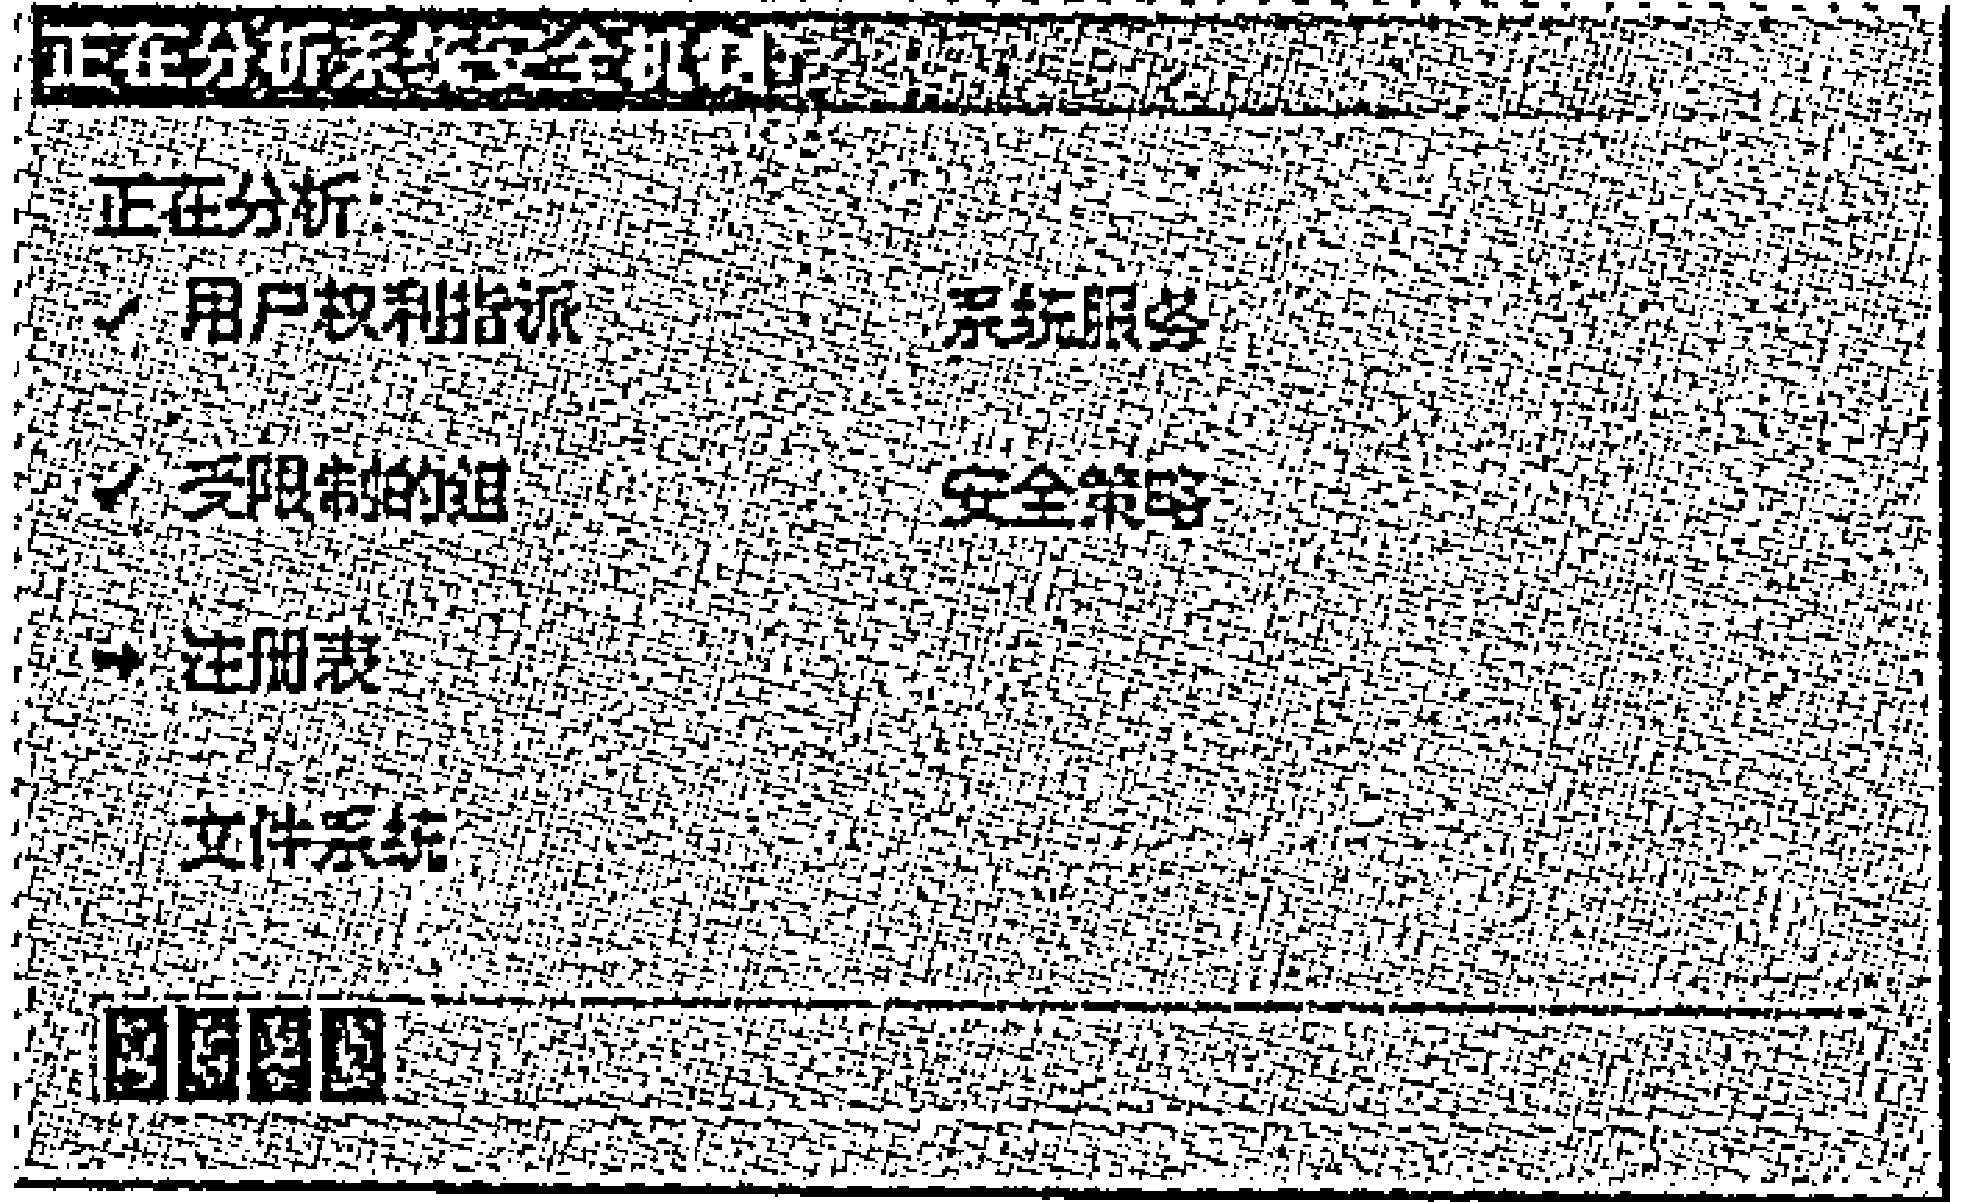 正在分析系统安全机制
正在分析:
✓ 用户权利指派 系统服务
✓ 受限制的组 安全策略
➡ 注册表
文件系统